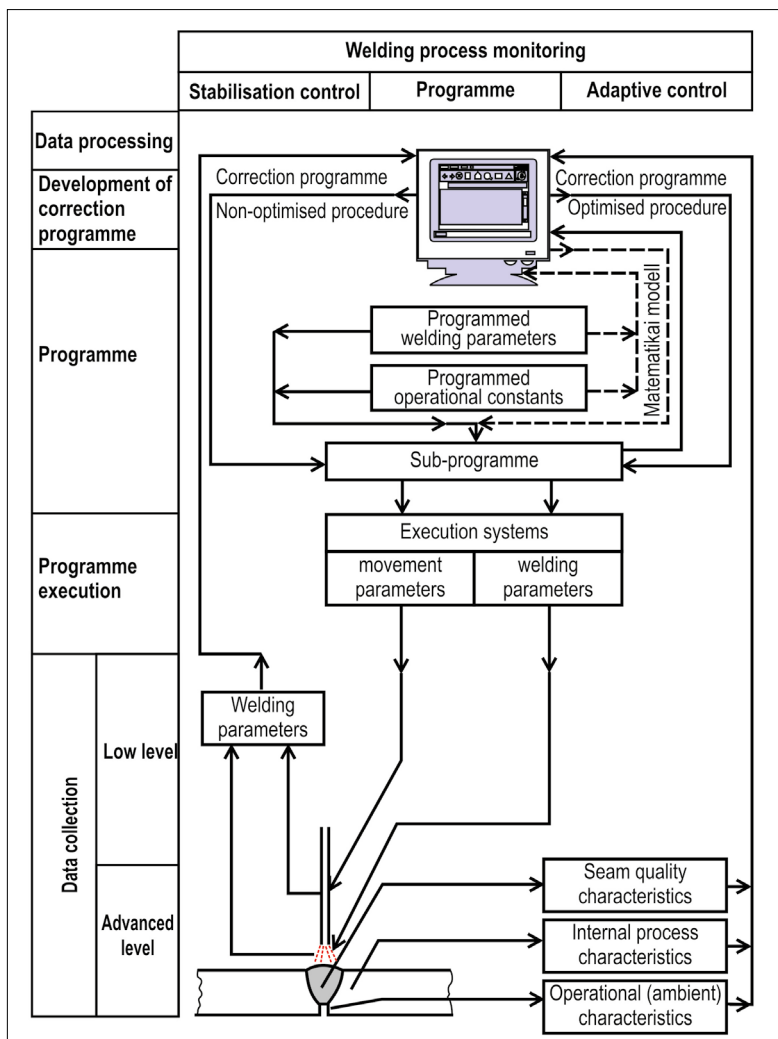 Welding process monitoring
Stabilisation control
Programme
Adaptive control
Data processing
Development of
correction
programme
Correction programme
Non-optimised procedure
Correction programme
Optimised procedure
Matematikai modell
Programme
Programmed
welding parameters
Programmed
operational constants
Sub-programme
Programme
execution
Execution systems
movement
parameters
welding
parameters
Data collection
Low level
Welding
parameters
Advanced
level
Seam quality
characteristics
Internal process
characteristics
Operational (ambient)
characteristics